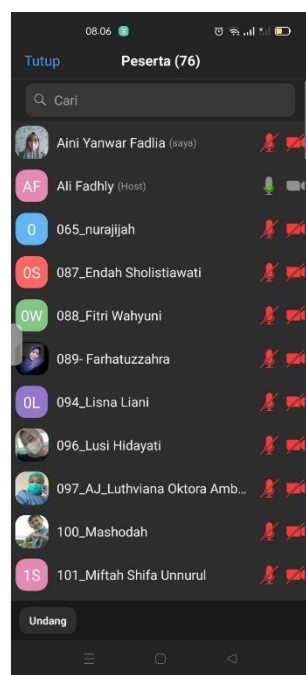 08.06
Tutup
Peserta (76)
Cari
Aini Yanwar Fadlia (saya)
AF
Ali Fadhly (Host)
0
065_nurajijah
0S
087_Endah Sholistiawati
0W
088_Fitri Wahyuni
089- Farhatuzzahra
0L
094_Lisna Liani
096_Lusi Hidayati
097_AJ_Luthviana Oktora Amb...
100_Mashodah
1S
101_Miftah Shifa Unnurul
Undang